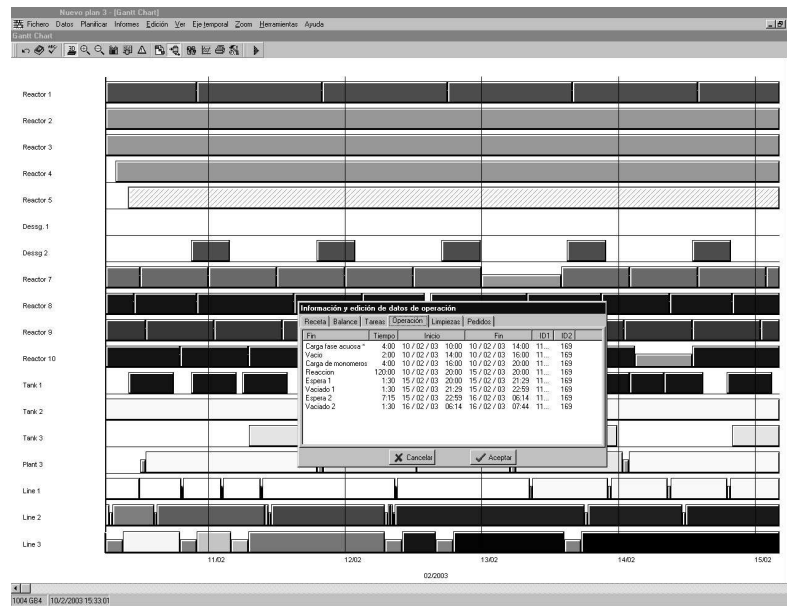 Nuevo plan 3 - [Gantt Chart]
Fichero Datos Planificar Informes Edición Ver Eje temporal Zoom Herramientas Ayuda
Gantt Chart
Reactor 1
Reactor 2
Reactor 3
Reactor 4
Reactor 5
Dessg. 1
Dessg 2
Reactor 7
Reactor 8
Reactor 9
Reactor 10
Tank 1
Tank 2
Tank 3
Plant 3
Line 1
Line 2
Line 3
Información y edición de datos de operación
Receta Balance Tareas Operación Limpiezas Pedidos
Fin Tiempo Inicio Fin ID1 ID2
Carga fase acuosa * 4:00 10/02/03 10:00 10/02/03 14:00 11... 169
Vacio 2:00 10/02/03 14:00 10/02/03 16:00 11... 169
Carga de monomeros 4:00 10/02/03 16:00 10/02/03 20:00 11... 169
Reaccion 120:00 10/02/03 20:00 15/02/03 20:00 11... 169
Espera 1 1:30 15/02/03 20:00 15/02/03 21:29 11... 169
Vaciado 1 1:30 15/02/03 21:29 15/02/03 22:59 11... 169
Espera 2 7:15 15/02/03 22:59 16/02/03 06:14 11... 169
Vaciado 2 1:30 16/02/03 06:14 16/02/03 07:44 11... 169
Cancelar Aceptar
11/02 12/02 13/02 14/02 15/02
02/2003
1004 GB4 10/2/2003 15:33:01